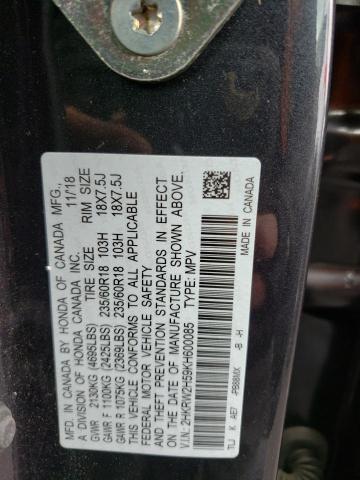 MFD. IN CANADA BY HONDA OF CANADA MFG.,
A DIVISION OF HONDA CANADA INC. 11/18
TIRE SIZE RIM SIZE
GVWR 2130KG (4695LBS)
GAWR F 1100KG (2425LBS) 235/60R18 103H 18X7.5J
GAWR R 1075KG (2369LBS) 235/60R18 103H 18X7.5J
THIS VEHICLE CONFORMS TO ALL APPLICABLE
FEDERAL MOTOR VEHICLE SAFETY
AND THEFT PREVENTION STANDARDS IN EFFECT
ON THE DATE OF MANUFACTURE SHOWN ABOVE.
V.I.N.: 2HKRW2H59KH600085 TYPE: MPV
TLJ K AE7 -PB88MX -B -H
MADE IN CANADA